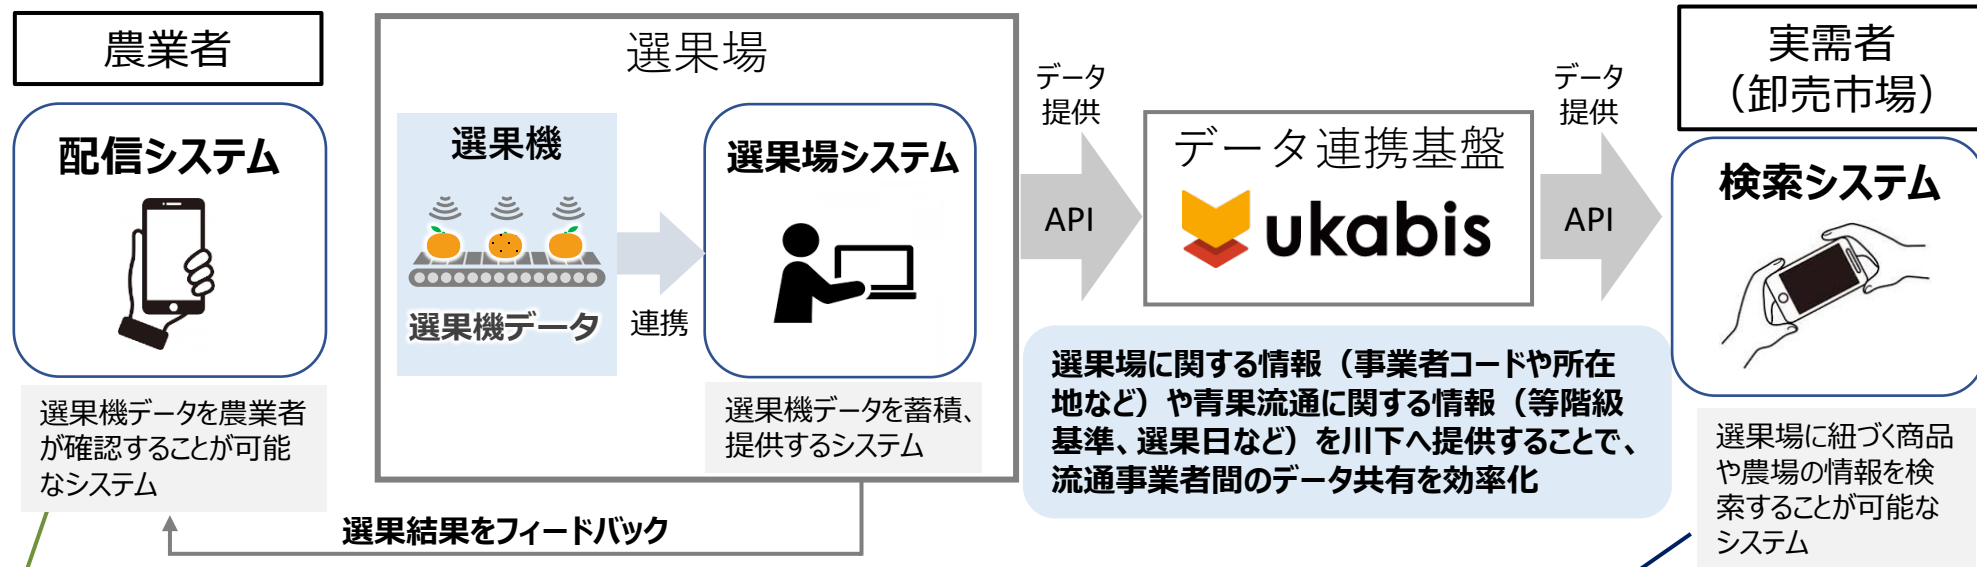 農業者
配信システム
選果機データを農業者
が確認することが可能
なシステム
選果場
選果機
選果機データ
連携
選果場システム
選果機データを蓄積、
提供するシステム
選果結果をフィードバック
データ
提供
API
データ連携基盤
ukabis
データ
提供
API
選果場に関する情報（事業者コードや所在
地など）や青果流通に関する情報（等階級
基準、選果日など）を川下へ提供することで、
流通事業者間のデータ共有を効率化
実需者
（卸売市場）
検索システム
選果場に紐づく商品
や農場の情報を検
索することが可能な
システム